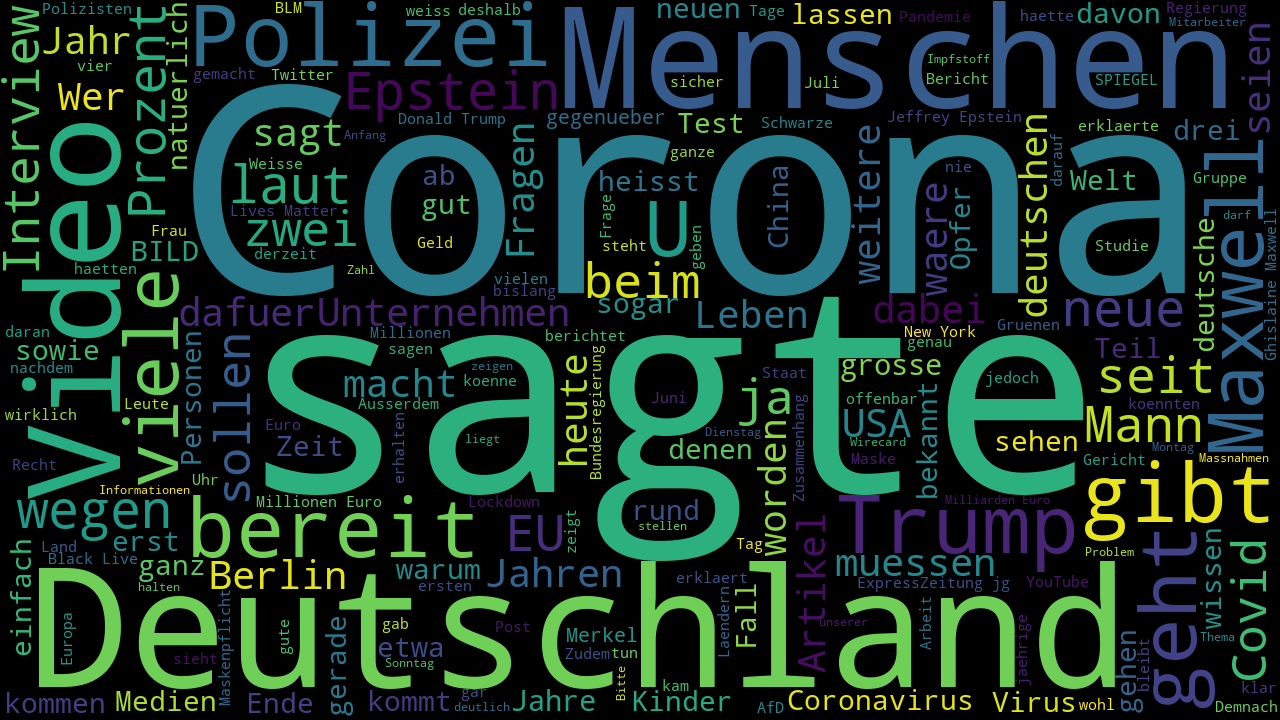 Polizisten
BLM
weiss
deshalb
neuen
Tage
lassen
Pandemie
haette
davon
Regierung
Mitarbeiter
Interview
Jahr
vier
Prozent
natuerlich
Polizei
Menschen
seien
Wer
gemacht
Twitter
Epstein
sicher
Juli
Impfstoff
Bericht
SPIEGEL
video
sagt
Anfang
Donald Trump
gegenueber
Test
Schwarze
Jeffrey Epstein
erklaerte
drei
Weisse
Fragen
ganze
weitere
nie
deutschen
darauf
Welt
Gruppe
laut
ab
heisst
China
Corona
Lives Matter
gut
Frage
U
waere
Opfer
darf
Frau
BILD
zwei
Geld
steht
geben
Studie
deutsche
Maxwell
Ghislaine Maxwell
haetten
derzeit
Zahl
vielen
bislang
beim
viele
dafuer
Unternehmen
sogar
Leben
dabei
Gruenen
neue
daran
sowie
nachdem
Personen
Millionen
sagen
berichtet
New York
genau
Teil
zeigen
koenne
macht
Ausserdem
heute
Bundesregierung
Staat
grosse
jedoch
seit
wirklich
Leute
sollen
Juni
ja
offenbar
koennten
sagte
Euro
Zeit
erhalten
liegt
Dienstag
denen
worden
Zusammenhang
USA
Wirecard
Maske
bekannt
sehen
Mann
Montag
Recht
Uhr
Gericht
Massnahmen
Informationen
wegen
Millionen Euro
Lockdown
rund
stellen
Milliarden Euro
gibt
bereit
EU
zeigt
Tag
Trump
erst
Land
Black Live
einfach
ganz
Artikel
muessen
Problem
geht
Wissen
Covid
halten
Berlin
warum
ersten
Jahren
erklaert
ExpressZeitung jg
YouTube
Deutschland
Europa
Maskenpflicht
gute
gab
Post
Merkel
Laendern
Fall
unserer
Arbeit
Thema
sieht
gerade
etwa
Sonntag
Zudem
tun
jaehrige
gehen
bleibt
klar
kommen
Medien
Ende
kommt
gar
deutlich
Jahre
Bitte
kam
Kinder
AfD
Coronavirus
Virus
wohl
Demnach